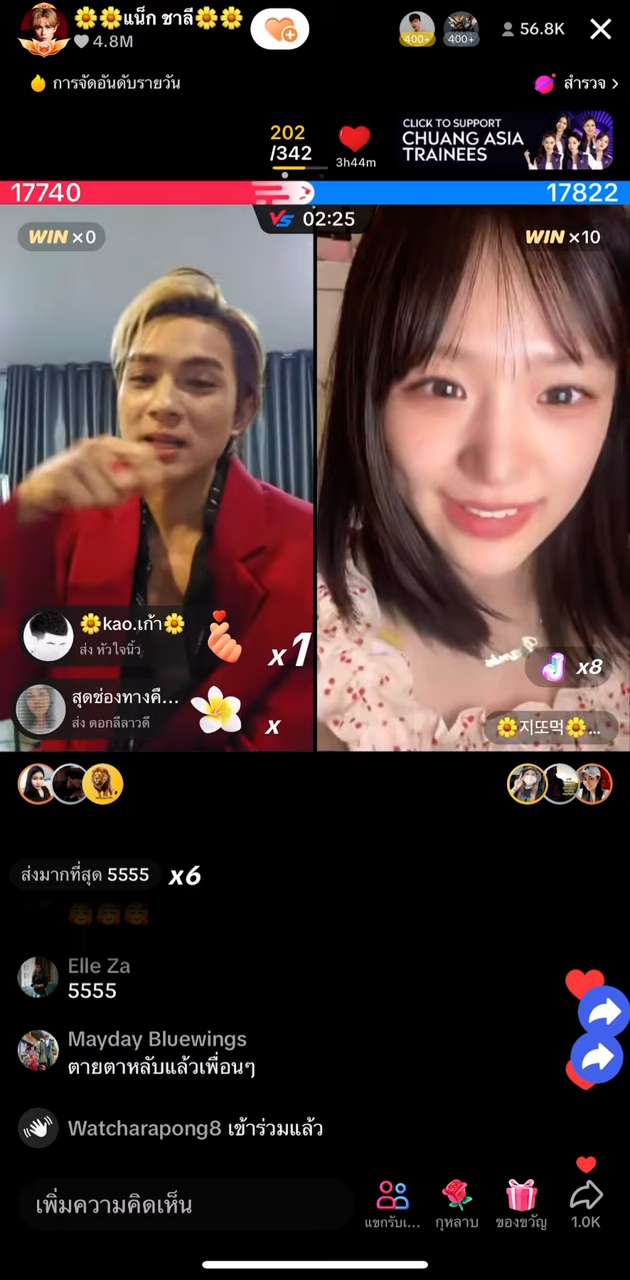 🌼🌼แน็ก ชาลี🌼🌼
4.8M
400+
400+
56.8K
การจัดอันดับรายวัน
สำรวจ >
202
/342
3h44m
CLICK TO SUPPORT
CHUANG ASIA
TRAINEES
17740
17822
VS 02:25
WIN x0
WIN x10
🌼kao.เก้า🌼
ส่ง หัวใจนิ้ว
x1
สุดช่องทางคื...
ส่ง ดอกลีลาวดี
x
x8
🌼지또먹🌼...
ส่งมากที่สุด 5555 x6
Elle Za
5555
Mayday Bluewings
ตายตาหลับแล้วเพื่อนๆ
Watcharapong8 เข้าร่วมแล้ว
เพิ่มความคิดเห็น
แขกรับเ...
กุหลาบ
ของขวัญ
1.0K